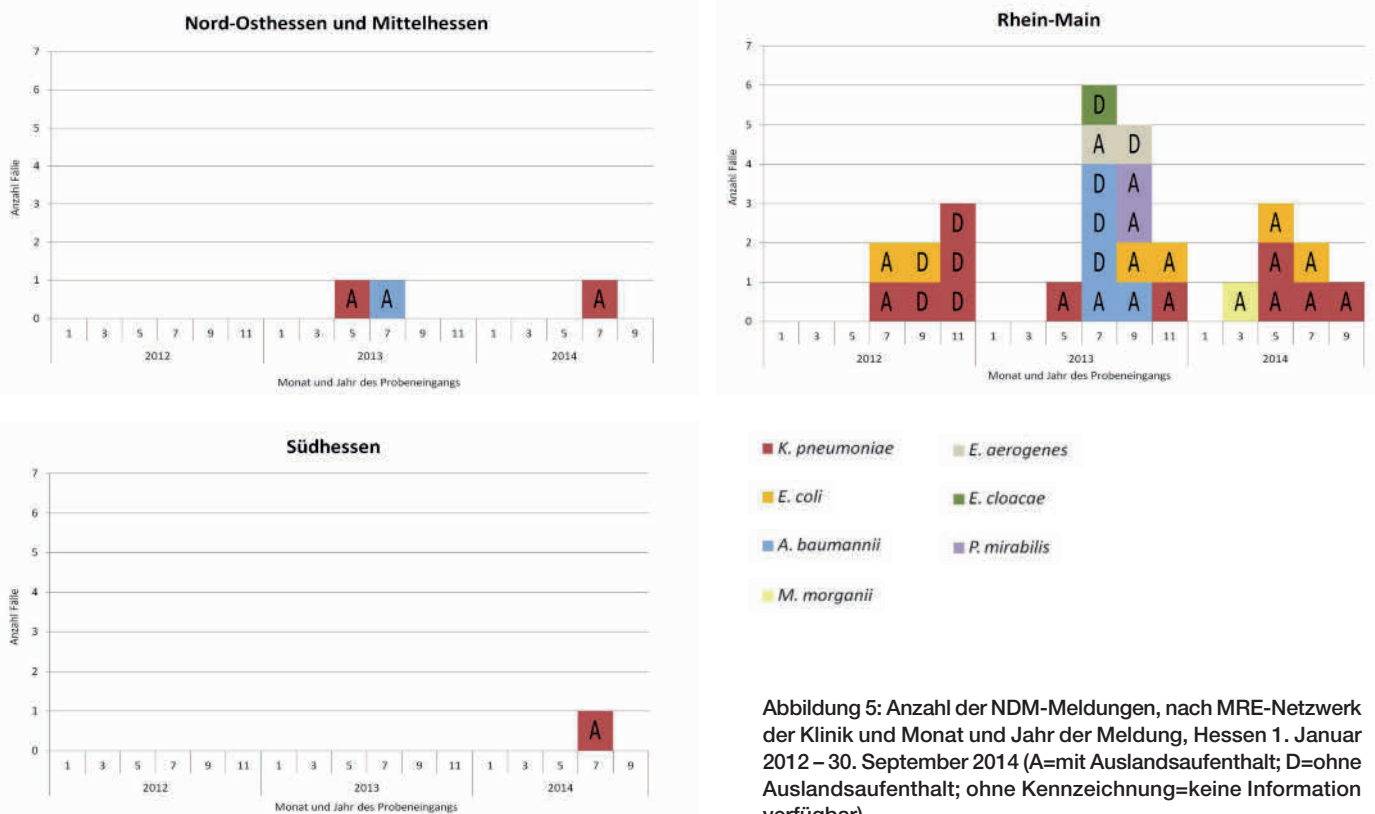 Nord-Osthessen und Mittelhessen
7
6
5
4
3
2
1
0
Anzahl Fälle
A A A
1 3 5 7 9 11 1 3 5 7 9 11 1 3 5 7 9
2012 2013 2014
Monat und Jahr des Probeneingangs
Rhein-Main
7
6
5
4
3
2
1
0
Anzahl Fälle
D
A D
D A
D D A A
A D D D A A A A A
A D D A A A A A A A A
1 3 5 7 9 11 1 3 5 7 9 11 1 3 5 7 9
2012 2013 2014
Monat und Jahr des Probeneingangs
Südhessen
7
6
5
4
3
2
1
0
Anzahl Fälle
A
1 3 5 7 9 11 1 3 5 7 9 11 1 3 5 7 9
2012 2013 2014
Monat und Jahr des Probeneingangs
K. pneumoniae E. aerogenes
E. coli E. cloacae
A. baumannii P. mirabilis
M. morganii
Abbildung 5: Anzahl der NDM-Meldungen, nach MRE-Netzwerk
der Klinik und Monat und Jahr der Meldung, Hessen 1. Januar
2012 – 30. September 2014 (A=mit Auslandsaufenthalt; D=ohne
Auslandsaufenthalt; ohne Kennzeichnung=keine Information
verfügbar)